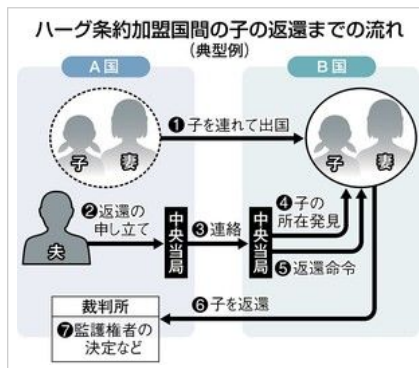 ハーグ条約加盟国間の子の返還までの流れ
(典型例)
A国
B国
子
妻
❶子を連れて出国
子
妻
夫
❷返還の
申し立て
中央当局
❸連絡
中央当局
❹子の
所在発見
❺返還命令
❻子を返還
裁判所
❼監護権者の
決定など